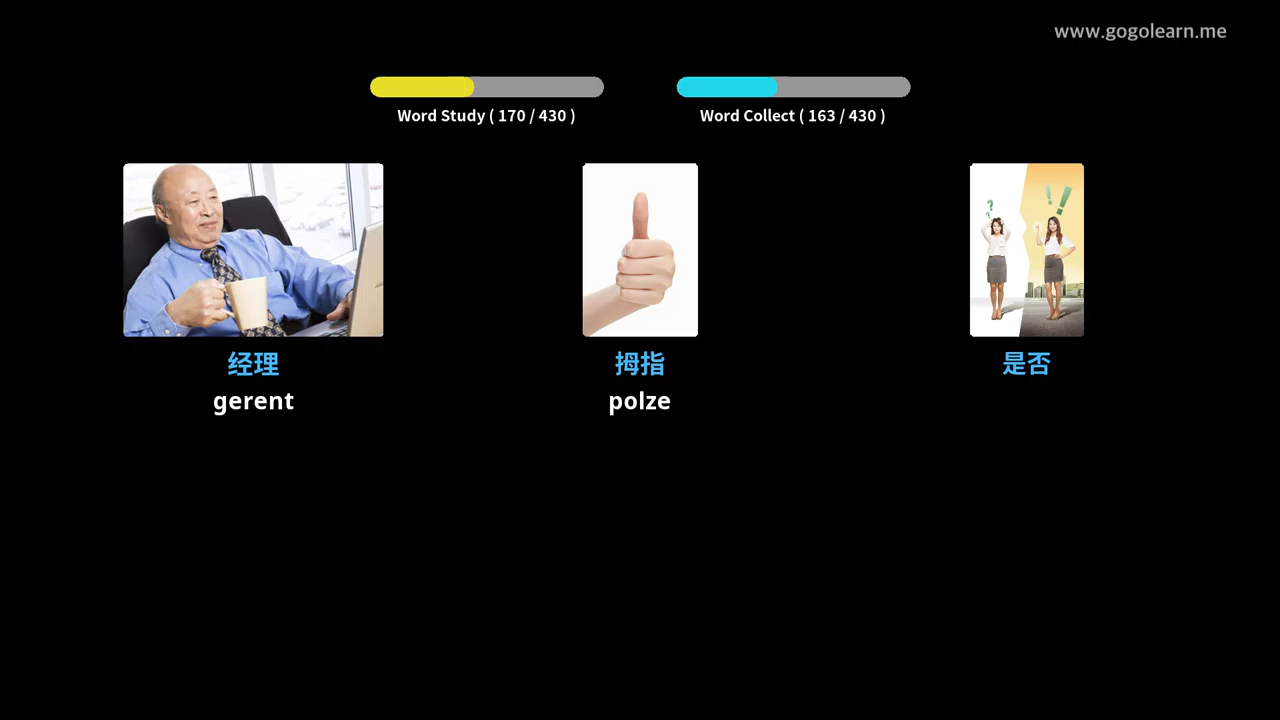 www.gogolearn.me
Word Study ( 170 / 430 )
Word Collect ( 163 / 430 )
经理
gerent
拇指
polze
是否